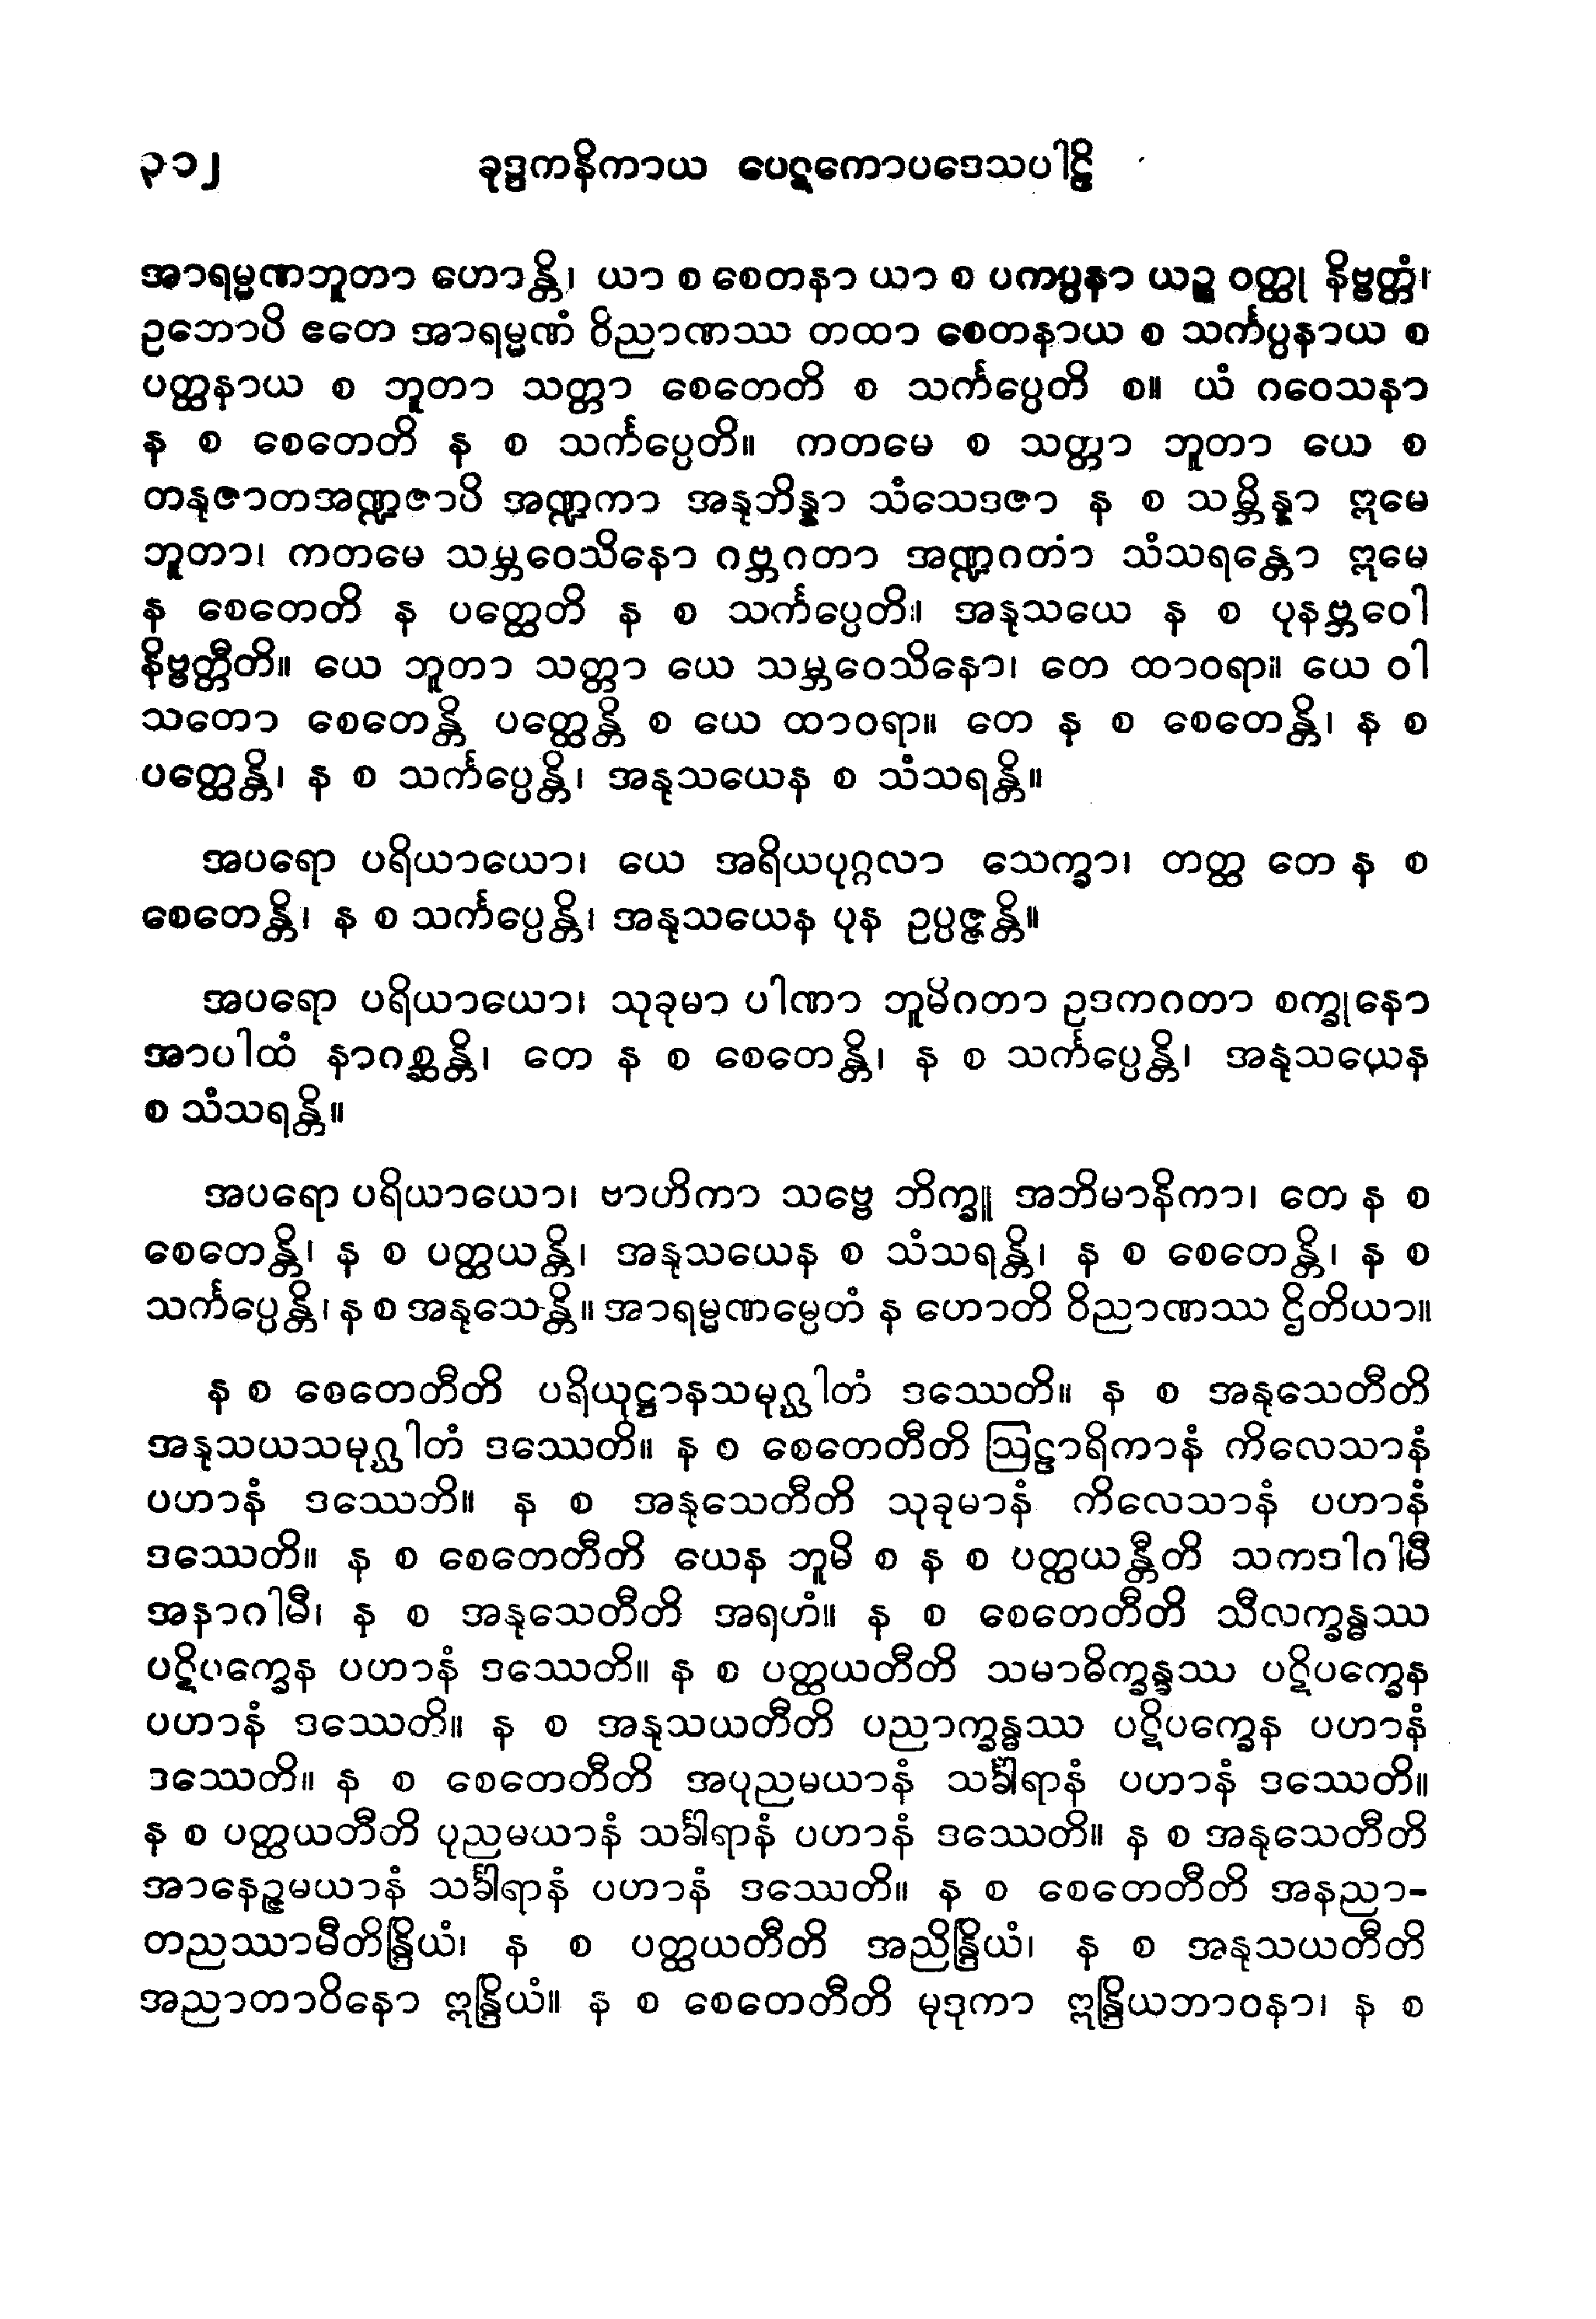 ၃၁၂ ခုဒ္ဒကနိကာယ ပေဋကောပဒေသပါဠိ
အာရမ္မဏဘူတာ ဟောန္တိ၊ ယာ စ စေတနာ ယာ စ ပကပ္ပနာ ယဉ္စ ဝတ္ထု နိဗ္ဗတ္တံ၊
ဥဘောပိ ဧတေ အာရမ္မဏံ ဝိညာဏဿ တထာ စေတနာယ စ သင်္ကပ္ပနာယ စ
ပတ္ထနာယ စ ဘူတာ သတ္တာ စေတေတိ စ သင်္ကပ္ပေတိ စ။ ယံ ဂဝေသနာ
န စ စေတေတိ န စ သင်္ကပ္ပေတိ။ ကတမေ စ သတ္တာ ဘူတာ ယေ စ
တနုဇာတအဏ္ဍဇာပိ အဏ္ဍကာ အနုဘိန္နာ သံသေဒဇာ န စ သမ္ဘိန္နာ ဣမေ
ဘူတာ၊ ကတမေ သမ္ဘဝေသိနော ဂဗ္ဘဂတာ အဏ္ဍဂတာံ သံသရန္တော ဣမေ
န စေတေတိ န ပတ္ထေတိ န စ သင်္ကပ္ပေတိ။ အနုသယေ န စ ပုနဗ္ဘဝေါ
နိဗ္ဗတ္တီတိ။ ယေ ဘူတာ သတ္တာ ယေ သမ္ဘဝေသိနော၊ တေ ထာဝရာ။ ယေ ဝါ
သတော စေတေန္တိ ပတ္ထေန္တိ စ ယေ ထာဝရာ။ တေ န စ စေတေန္တိ၊ န စ
ပတ္ထေန္တိ၊ န စ သင်္ကပ္ပေန္တိ၊ အနုသယေန စ သံသရန္တိ။
အပရော ပရိယာယော၊ ယေ အရိယပုဂ္ဂလာ သေက္ခာ၊ တတ္ထ တေ န စ
စေတေန္တိ၊ န စ သင်္ကပ္ပေန္တိ၊ အနုသယေန ပုန ဥပ္ပဇ္ဇန္တိ။
အပရော ပရိယာယော၊ သုခုမာ ပါဏာ ဘူမိဂတာ ဥဒကဂတာ စက္ခုနော
အာပါထံ နာဂစ္ဆန္တိ၊ တေ န စ စေတေန္တိ၊ န စ သင်္ကပ္ပေန္တိ၊ အနုသယေန
စ သံသရန္တိ။
အပရော ပရိယာယော၊ ဗာဟိကာ သဗ္ဗေ ဘိက္ခူ အဘိမာနိကာ၊ တေ န စ
စေတေန္တိ၊ န စ ပတ္ထယန္တိ၊ အနုသယေန စ သံသရန္တိ၊ န စ စေတေန္တိ၊ န စ
သင်္ကပ္ပေန္တိ၊ န စ အနုသေန္တိ။ အာရမ္မဏမ္ပေတံ န ဟောတိ ဝိညာဏဿ ဌိတိယာ။
န စ စေတေတီတိ ပရိယုဋ္ဌာနသမုဂ္ဃါတံ ဒဿေတိ။ န စ အနုသေတီတိ
အနုသယသမုဂ္ဃါတံ ဒဿေတိ။ န စ စေတေတီတိ ဩဠာရိကာနံ ကိလေသာနံ
ပဟာနံ ဒဿေဘိ။ န စ အနုသေတီတိ သုခုမာနံ ကိလေသာနံ ပဟာနံ
ဒဿေတိ။ န စ စေတေတီတိ ယေန ဘူမိ စ န စ ပတ္ထယန္တီတိ သကဒါဂါမီ
အနာဂါမီ၊ န စ အနုသေတီတိ အရဟံ။ န စ စေတေတီတိ သီလက္ခန္ဓဿ
ပဋိပက္ခေန ပဟာနံ ဒဿေတိ။ န စ ပတ္ထယတီတိ သမာဓိက္ခန္ဓဿ ပဋိပက္ခေန
ပဟာနံ ဒဿေတိ။ န စ အနုသယတီတိ ပညာက္ခန္ဓဿ ပဋိပက္ခေန ပဟာနံ
ဒဿေတိ။ န စ စေတေတီတိ အပုညမယာနံ သင်္ခါရာနံ ပဟာနံ ဒဿေတိ။
န စ ပတ္ထယတီတိ ပုညမယာနံ သင်္ခါရာနံ ပဟာနံ ဒဿေတိ။ န စ အနုသေတီတိ
အာနေဉ္ဇမယာနံ သင်္ခါရာနံ ပဟာနံ ဒဿေတိ။ န စ စေတေတီတိ အနညာ-
တညဿာမီတိန္ဒြိယံ၊ န စ ပတ္ထယတီတိ အညိန္ဒြိယံ၊ န စ အနုသယတီတိ
အညာတာဝိနော ဣန္ဒြိယံ။ န စ စေတေတီတိ မုဒုကာ ဣန္ဒြိယဘာဝနာ၊ န စ